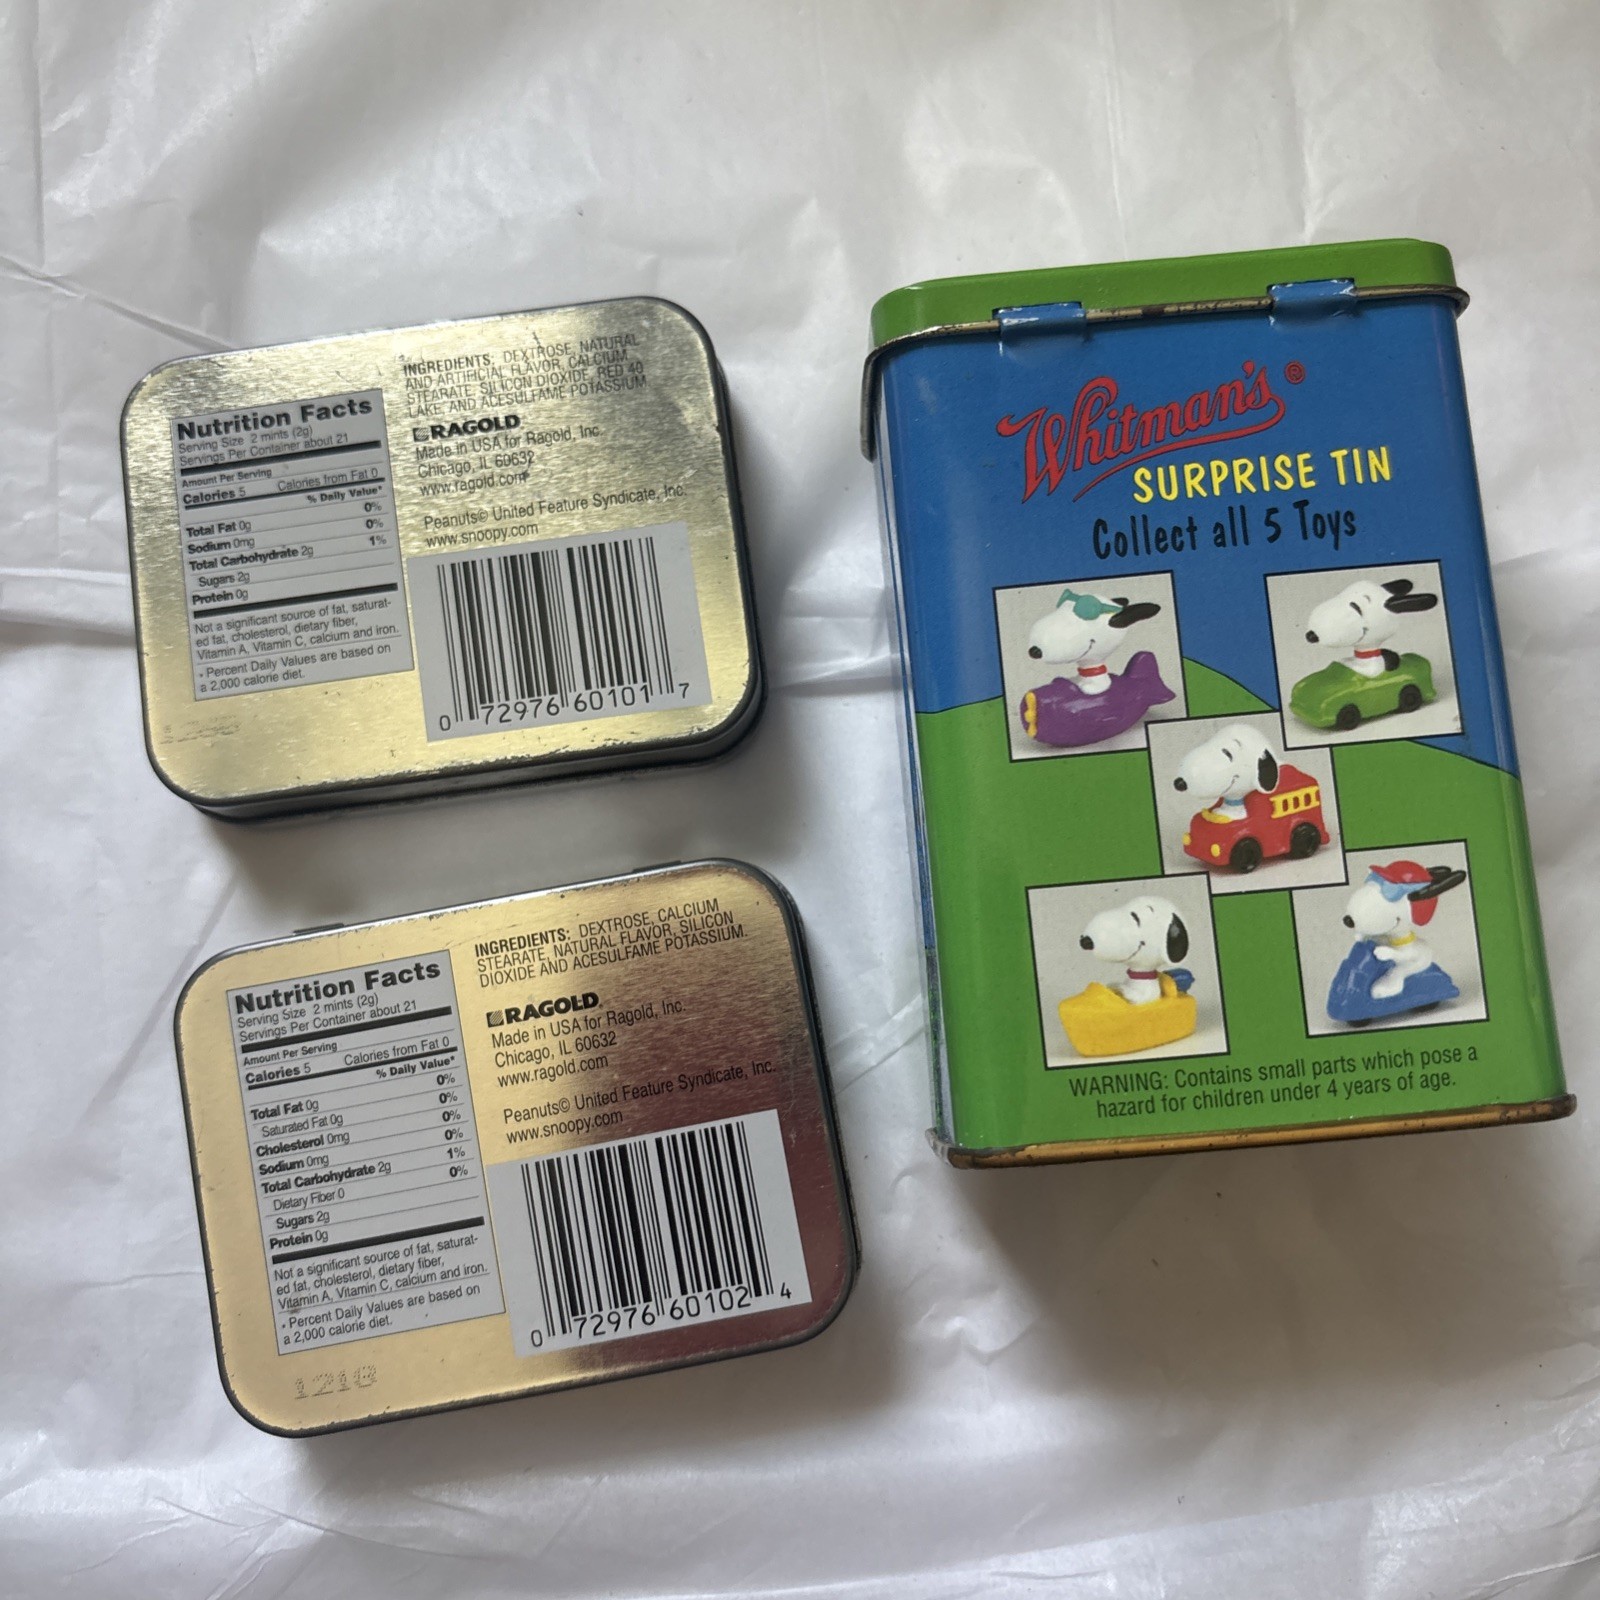 INGREDIENTS: DEXTROSE, NATURAL
AND ARTIFICIAL FLAVOR, CALCIUM
STEARATE, SILICON DIOXIDE, RED 40
LAKE, AND ACESULFAME POTASSIUM
RAGOLD
Made in USA for Ragold, Inc.
Chicago, IL 60632
www.ragold.com
Peanuts© United Feature Syndicate, Inc.
www.snoopy.com
0 72976 60101 7
Nutrition Facts
Serving Size 2 mints (2g)
Servings Per Container about 21
Amount Per Serving
Calories 5 Calories from Fat 0
% Daily Value*
Total Fat 0g 0%
Sodium 0mg 0%
Total Carbohydrate 2g 1%
Sugars 2g
Protein 0g
Not a significant source of fat, saturat-
ed fat, cholesterol, dietary fiber,
Vitamin A, Vitamin C, calcium and iron.
* Percent Daily Values are based on
a 2,000 calorie diet.
INGREDIENTS: DEXTROSE, CALCIUM
STEARATE, NATURAL FLAVOR, SILICON
DIOXIDE AND ACESULFAME POTASSIUM.
RAGOLD
Made in USA for Ragold, Inc.
Chicago, IL 60632
www.ragold.com
Peanuts© United Feature Syndicate, Inc.
www.snoopy.com
0 72976 60102 4
Nutrition Facts
Serving Size 2 mints (2g)
Servings Per Container about 21
Amount Per Serving
Calories 5 Calories from Fat 0
% Daily Value*
Total Fat 0g 0%
Saturated Fat 0g 0%
Cholesterol 0mg 0%
Sodium 0mg 0%
Total Carbohydrate 2g 1%
Dietary Fiber 0 0%
Sugars 2g
Protein 0g
Not a significant source of fat, saturat-
ed fat, cholesterol, dietary fiber,
Vitamin A, Vitamin C, calcium and iron.
* Percent Daily Values are based on
a 2,000 calorie diet.
1218
Whitman's®
SURPRISE TIN
Collect all 5 Toys
WARNING: Contains small parts which pose a
hazard for children under 4 years of age.